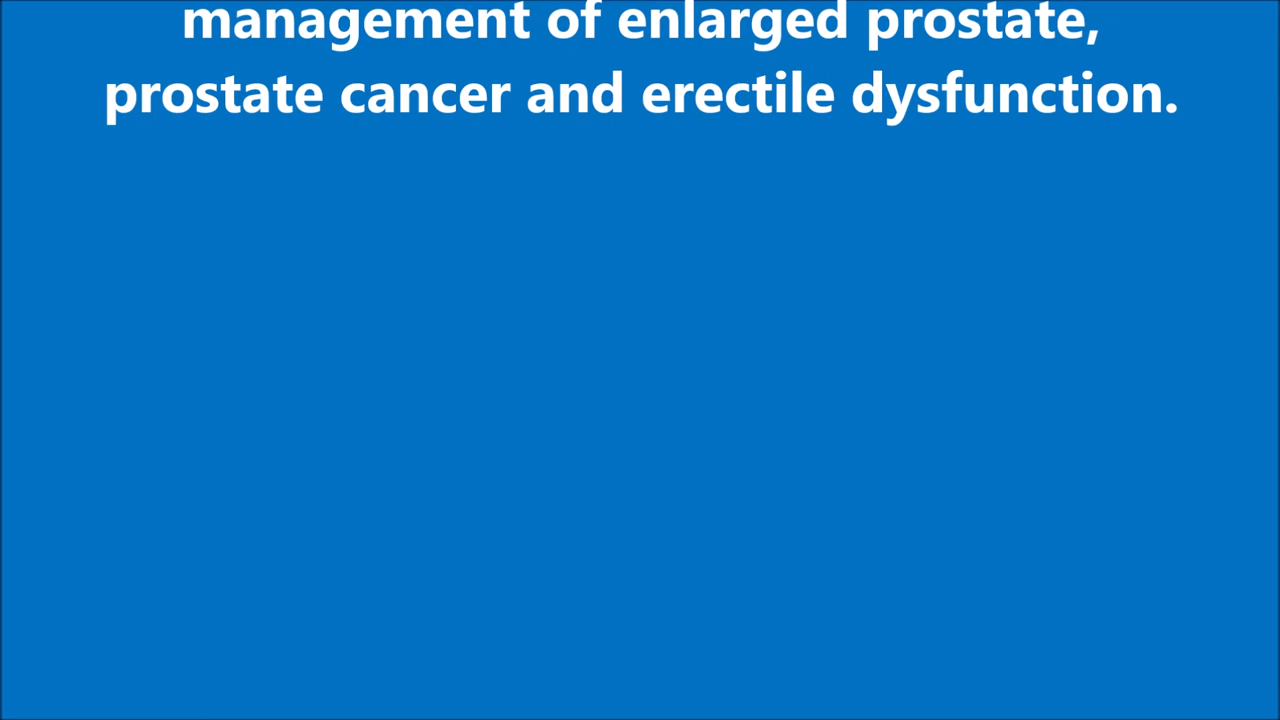 management of enlarged prostate,
prostate cancer and erectile dysfunction.